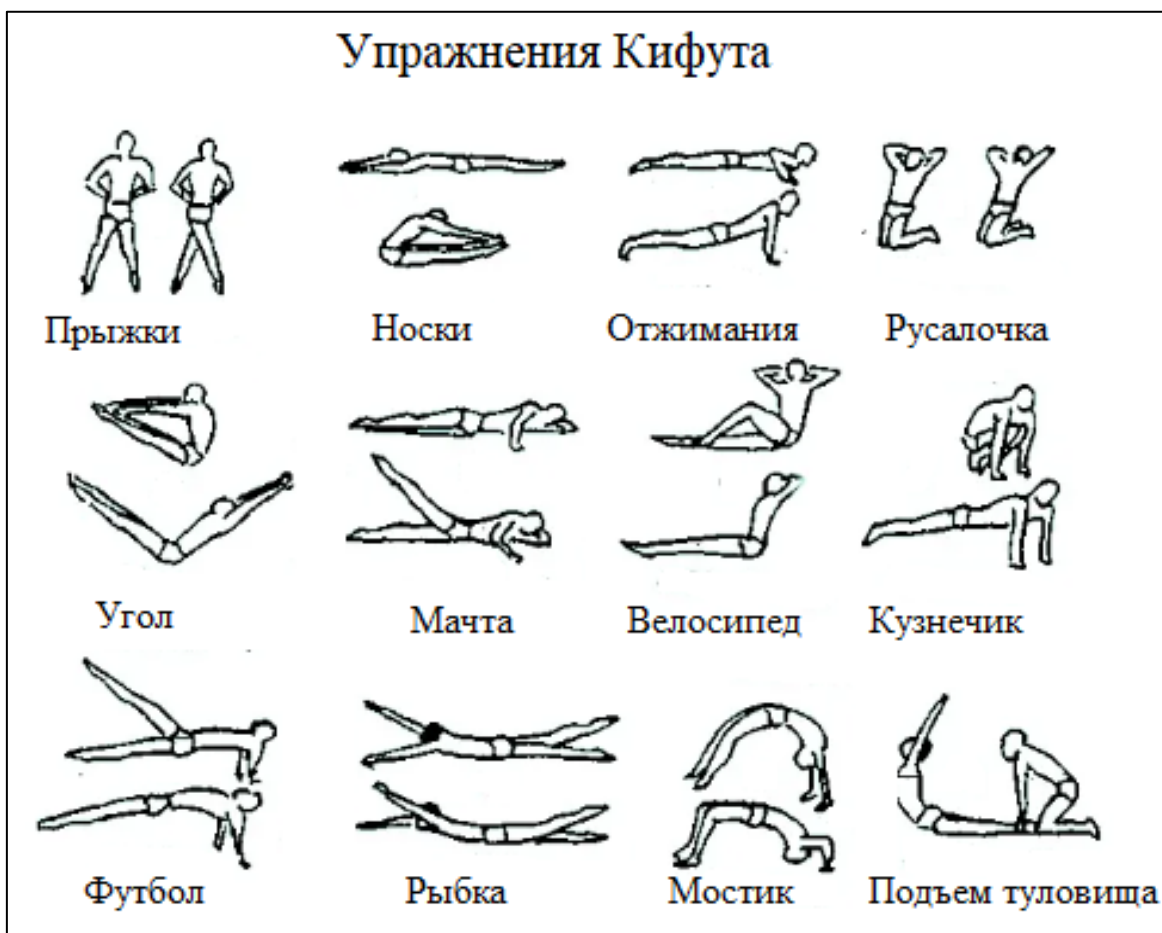 Упражнения Кифута
Прыжки
Носки
Отжимания
Русалочка
Угол
Мачта
Велосипед
Кузнечик
Футбол
Рыбка
Мостик
Подъем туловища